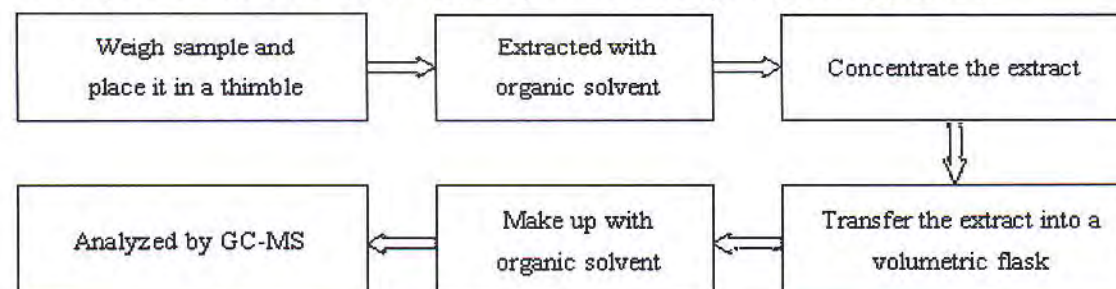 Weigh sample and
place it in a thimble
Extracted with
organic solvent
Concentrate the extract
Transfer the extract into a
volumetric flask
Make up with
organic solvent
Analyzed by GC-MS